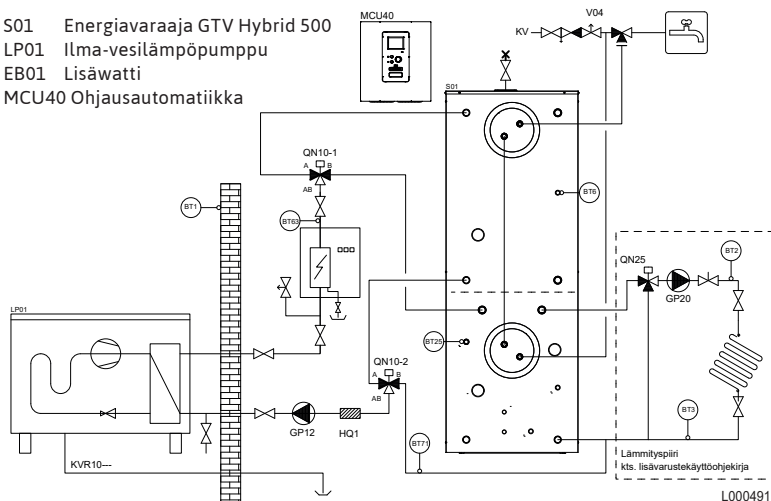 S01 Energiavaraaja GTV Hybrid 500
LP01 Ilma-vesilämpöpumppu
EB01 Lisäwatti
MCU40 Ohjausautomatiikka
MCU40
KV
V04
S01
QN10-1
A
B
AB
BT1
BT63
BT6
BT2
QN25
GP20
LP01
BT25
QN10-2
A
B
AB
GP12
HQ1
BT71
BT3
KVR10---
Lämmityspiiri
kts. lisävarustekäyttöohjekirja
L000491